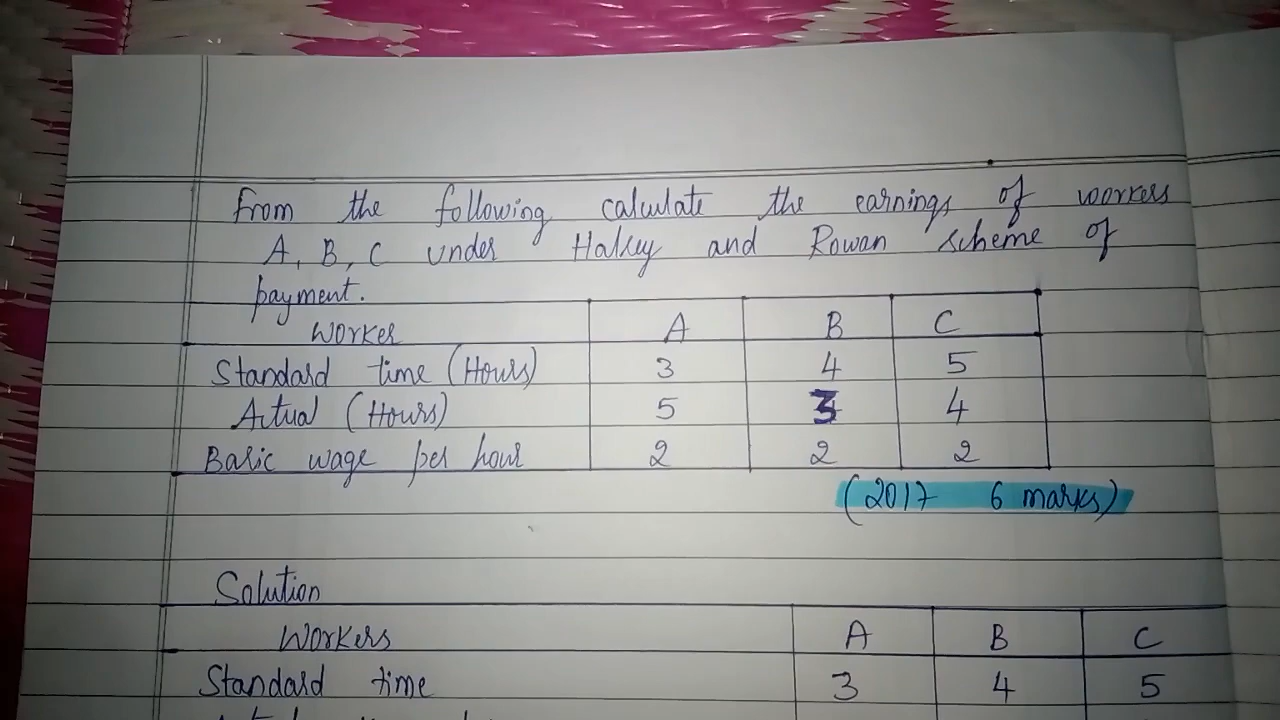 From the following calculate the earnings of workers
A, B, C under Halsey and Rowan scheme of
payment.
Worker A B C
Standard time (Hours) 3 4 5
Actual (Hours) 5 3 4
Basic wage per hour 2 2 2
(2017 6 marks)
Solution
Workers A B C
Standard time 3 4 5